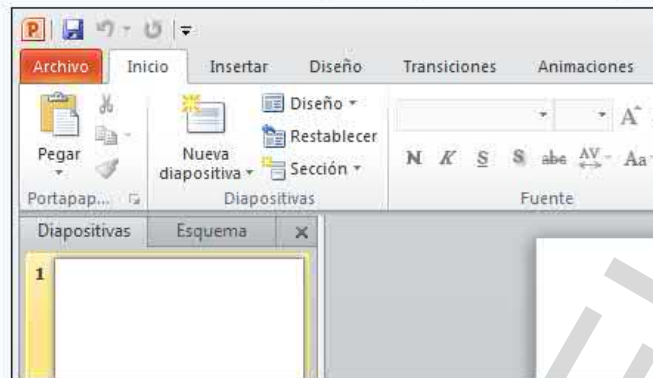 P
Archivo Inicio Insertar Diseño Transiciones Animaciones
Pegar
Nueva diapositiva
Diseño
Restablecer
Sección
N K S S abc AV Aa
A
Portapap... Diapositivas Fuente
Diapositivas Esquema
1